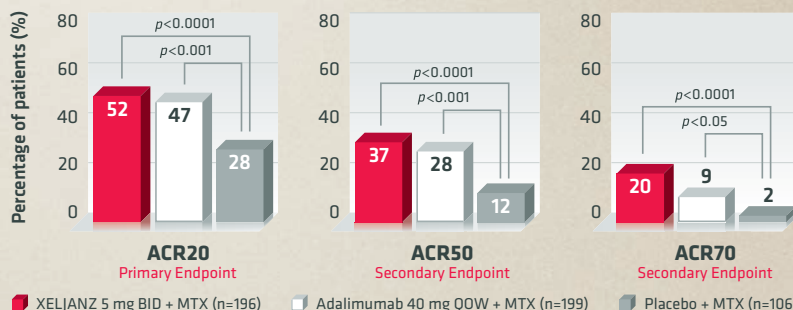 Percentage of patients (%)
80
60
40
20
0
p<0.0001
p<0.001
52
47
28
ACR20
Primary Endpoint
80
60
40
20
0
p<0.0001
p<0.001
37
28
12
ACR50
Secondary Endpoint
80
60
40
20
0
p<0.0001
p<0.05
20
9
2
ACR70
Secondary Endpoint
XELJANZ 5 mg BID + MTX (n=196) Adalimumab 40 mg QOW + MTX (n=199) Placebo + MTX (n=106